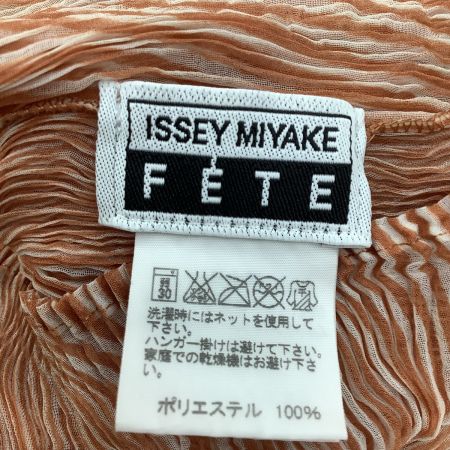 ISSEY MIYAKE
FÊTE
弱
30
洗濯時にはネットを使用して
下さい。
ハンガー掛けは避けて下さい。
家庭での乾燥機はお避け下
さい。
ポリエステル 100%